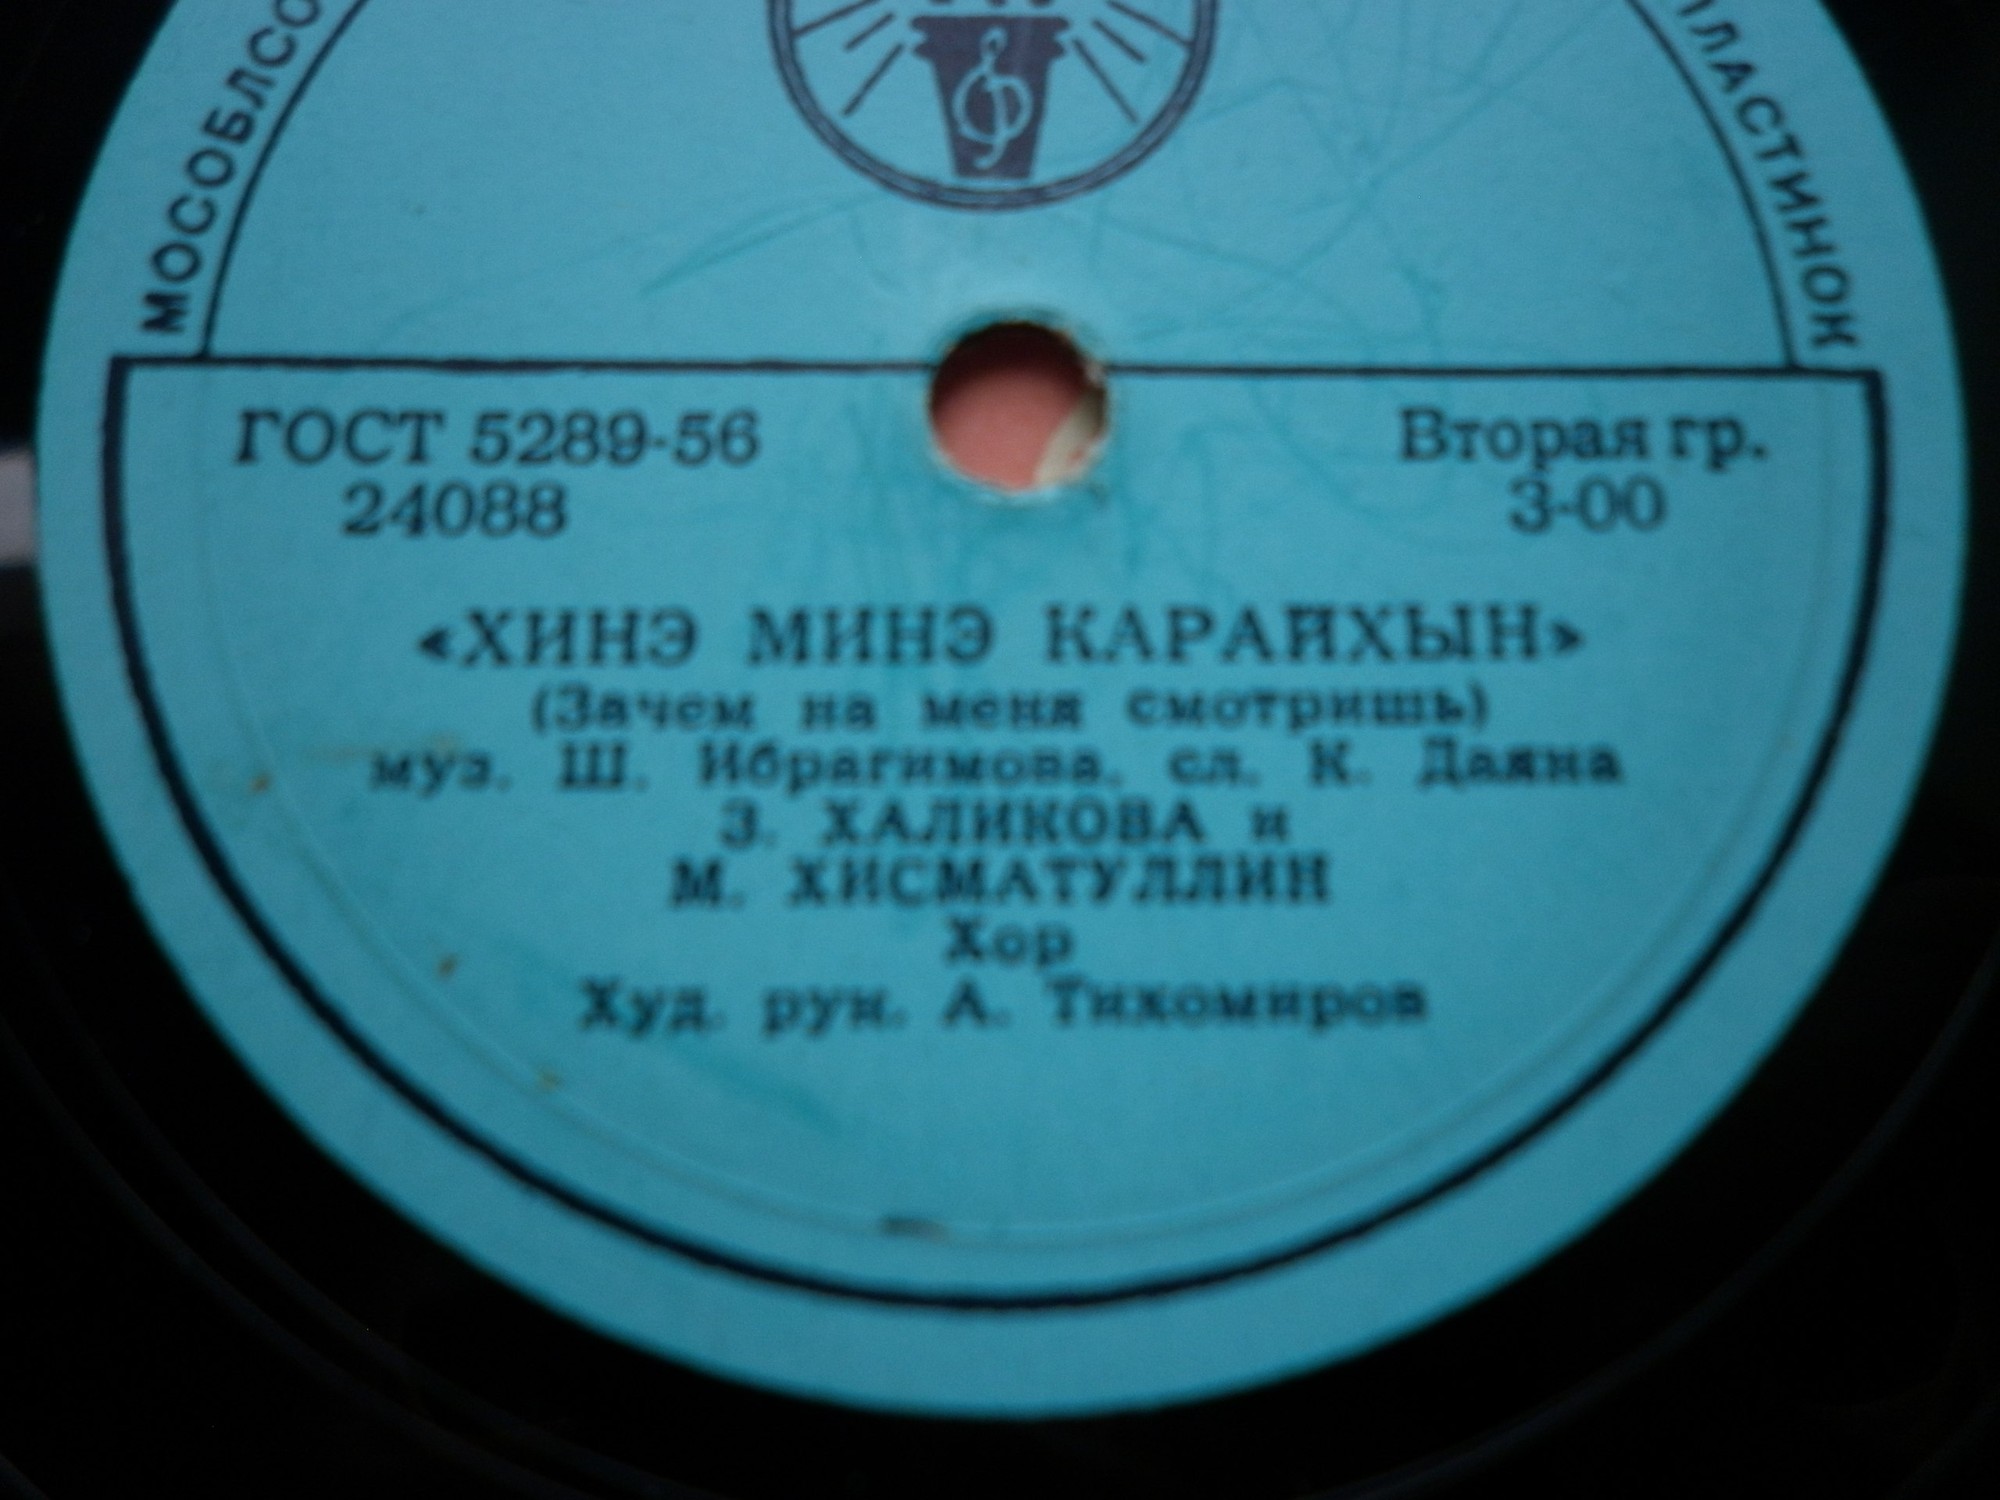 МОСОБЛСО
ПЛАСТИНОК
ГОСТ 5289-56
24088
Вторая гр.
3-00
«ХИНЭ МИНЭ КАРАЙХЫН»
(Зачем на меня смотришь)
муз. Ш. Ибрагимова, сл. К. Даяна
З. ХАЛИКОВА и
М. ХИСМАТУЛЛИН
Хор
Худ. рук. А. Тихомиров